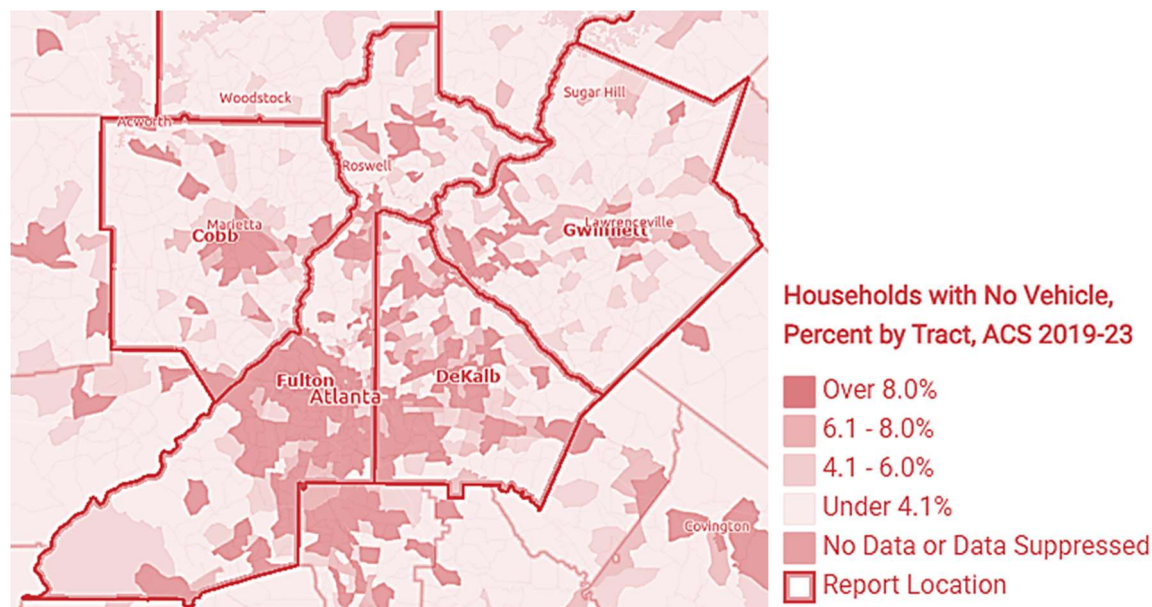 Sugar Hill
Woodstock
Acworth
Roswell
Marietta
Cobb
Lawrenceville
Gwinnett
Fulton
DeKalb
Atlanta
Covington
Households with No Vehicle,
Percent by Tract, ACS 2019-23
Over 8.0%
6.1 - 8.0%
4.1 - 6.0%
Under 4.1%
No Data or Data Suppressed
Report Location